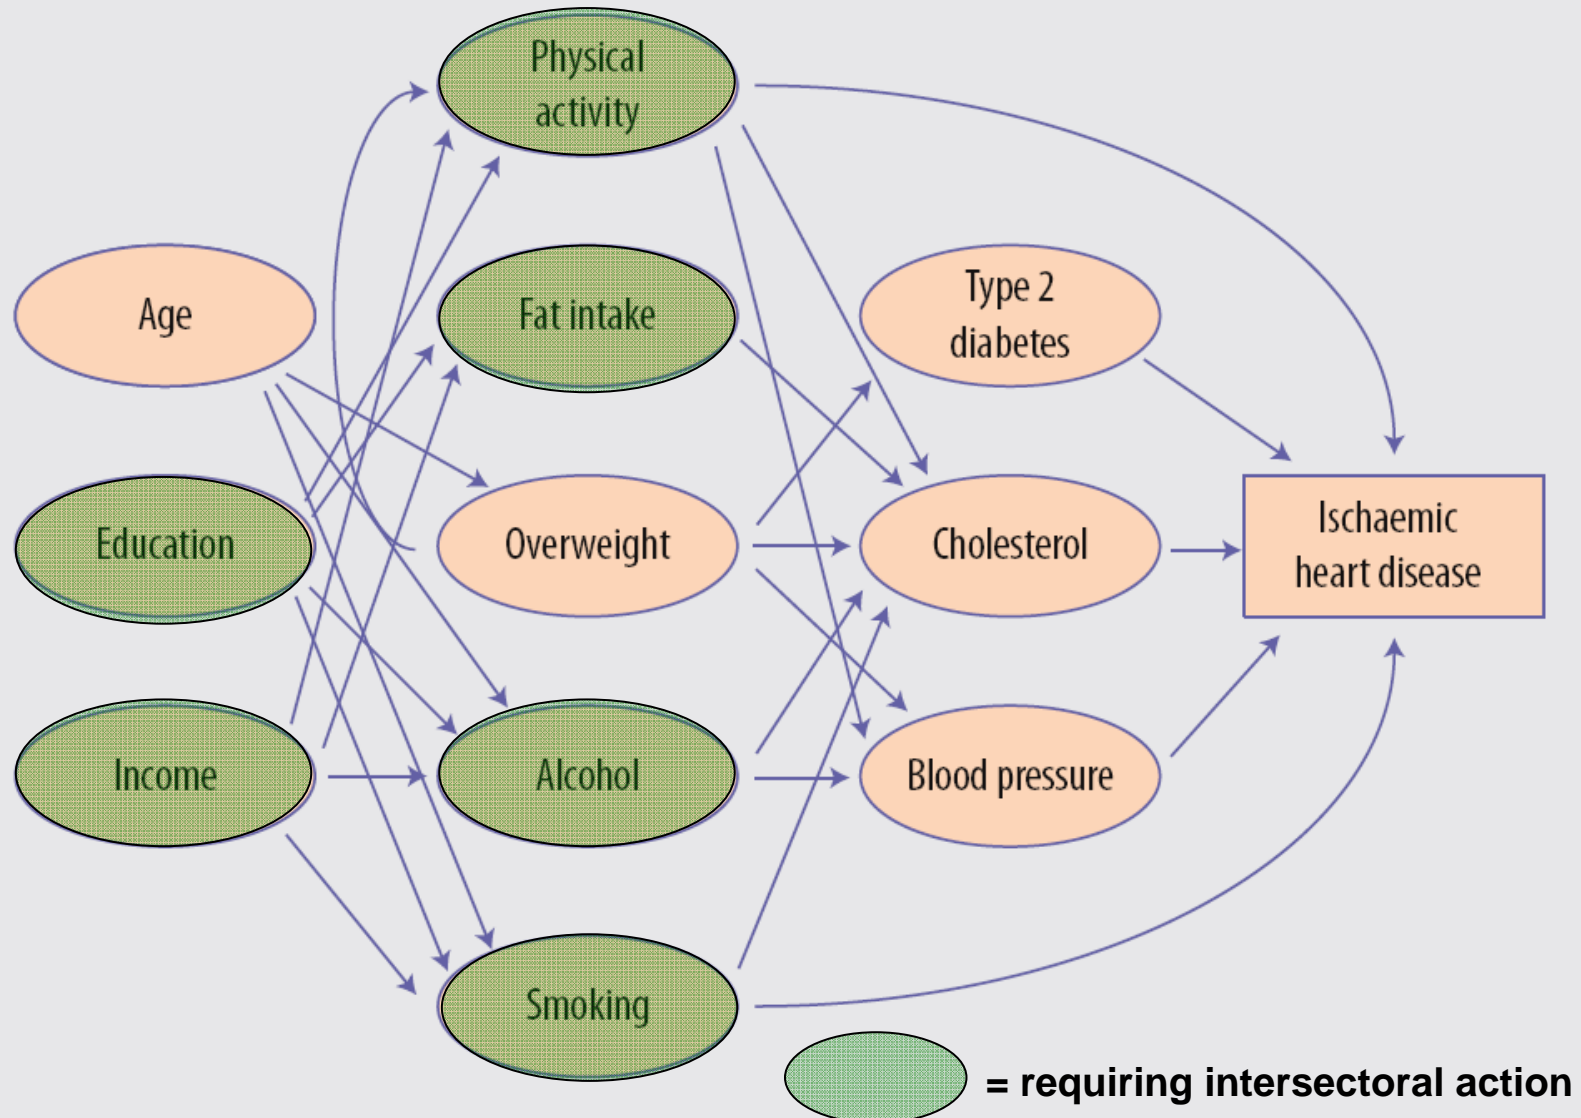 Physical
activity
Age
Fat intake
Type 2
diabetes
Education
Overweight
Cholesterol
Ischaemic
heart disease
Income
Alcohol
Blood pressure
Smoking
= requiring intersectoral action